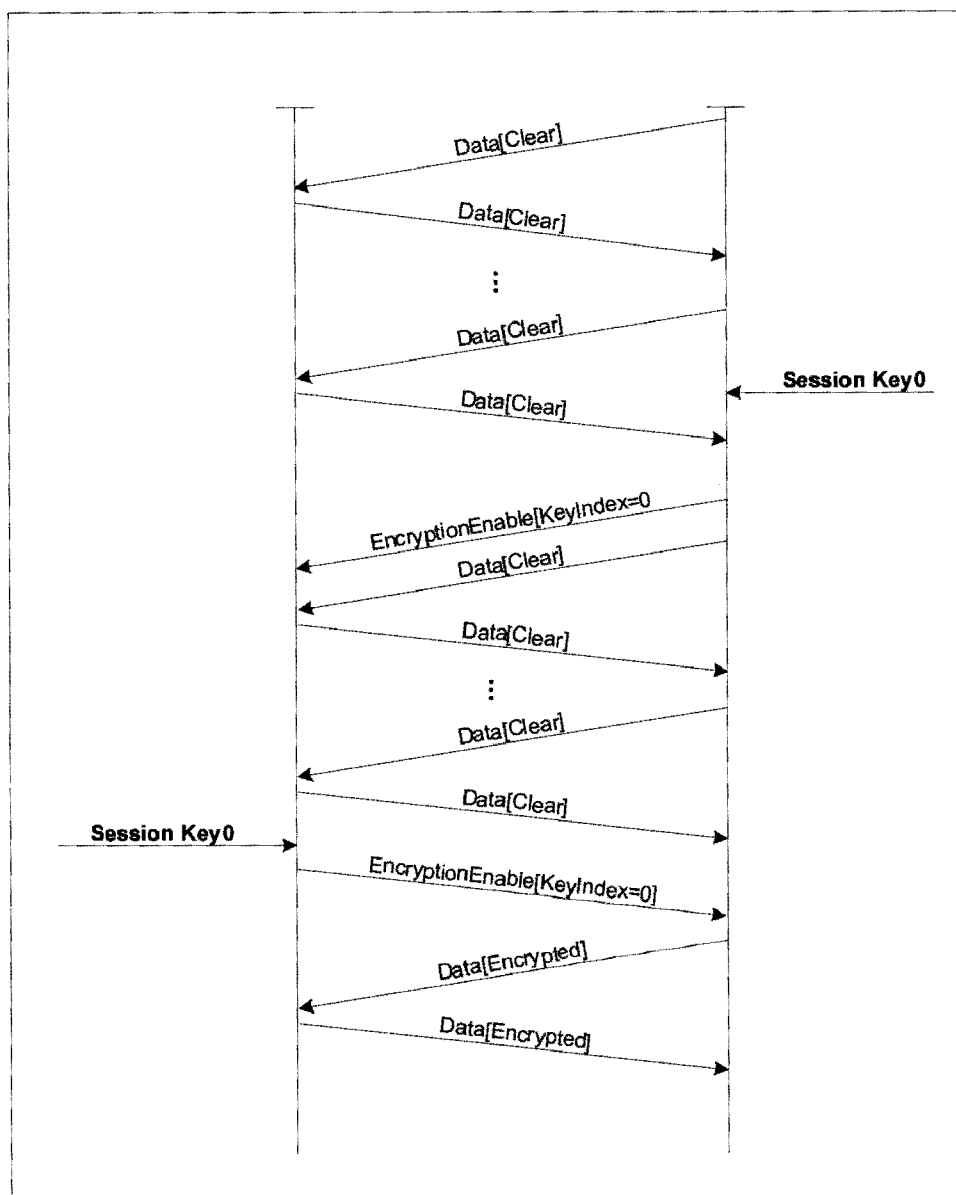 Data[Clear]
Data[Clear]
⋮
Data[Clear]
Session Key0
Data[Clear]
EncryptionEnable[KeyIndex=0
Data[Clear]
Data[Clear]
⋮
Data[Clear]
Data[Clear]
Session Key0
EncryptionEnable[KeyIndex=0]
Data[Encrypted]
Data[Encrypted]